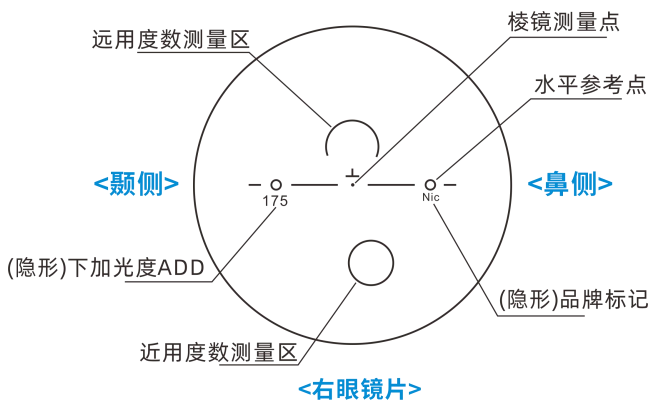 棱镜测量点
远用度数测量区
水平参考点
<颞侧>
<鼻侧>
175
Nic
(隐形)下加光度ADD
(隐形)品牌标记
近用度数测量区
<右眼镜片>